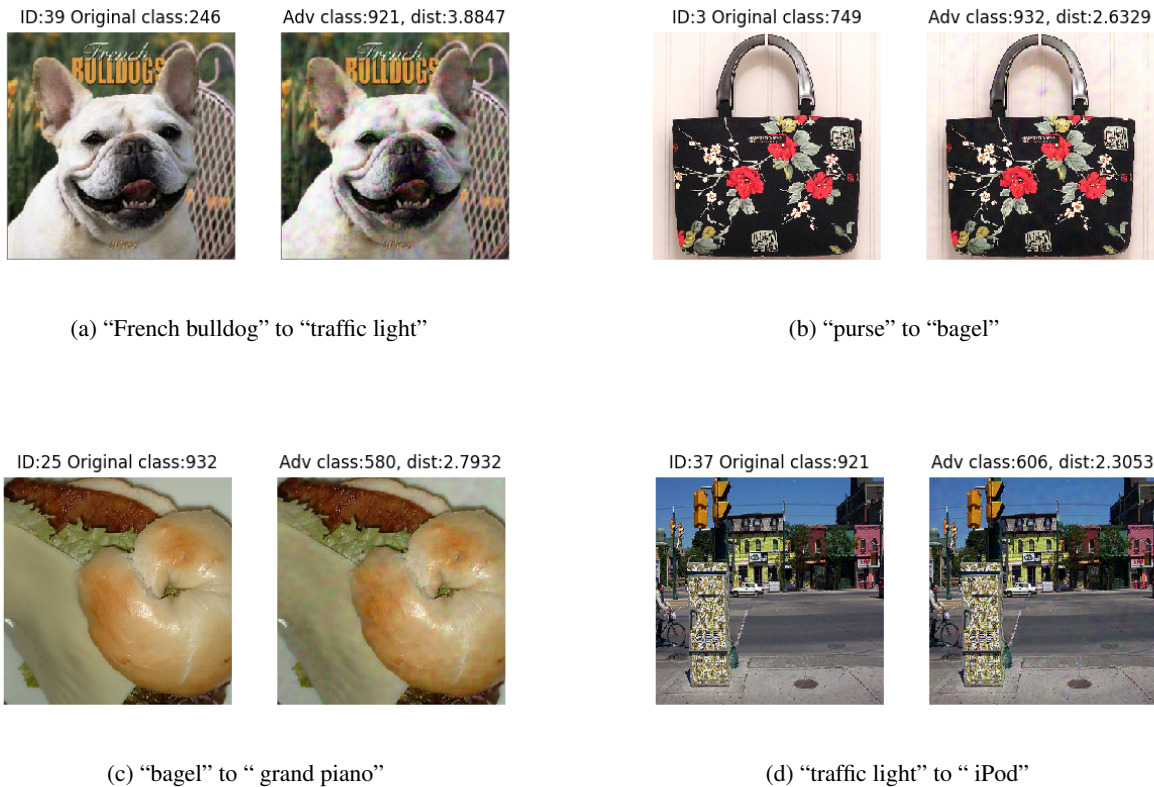 ID:39 Original class:246
Adv class:921, dist:3.8847
French
BULLDOGS
French
BULLDOGS
(a) “French bulldog” to “traffic light”
ID:3 Original class:749
Adv class:932, dist:2.6329
(b) “purse” to “bagel”
ID:25 Original class:932
Adv class:580, dist:2.7932
(c) “bagel” to “ grand piano”
ID:37 Original class:921
Adv class:606, dist:2.3053
(d) “traffic light” to “ iPod”